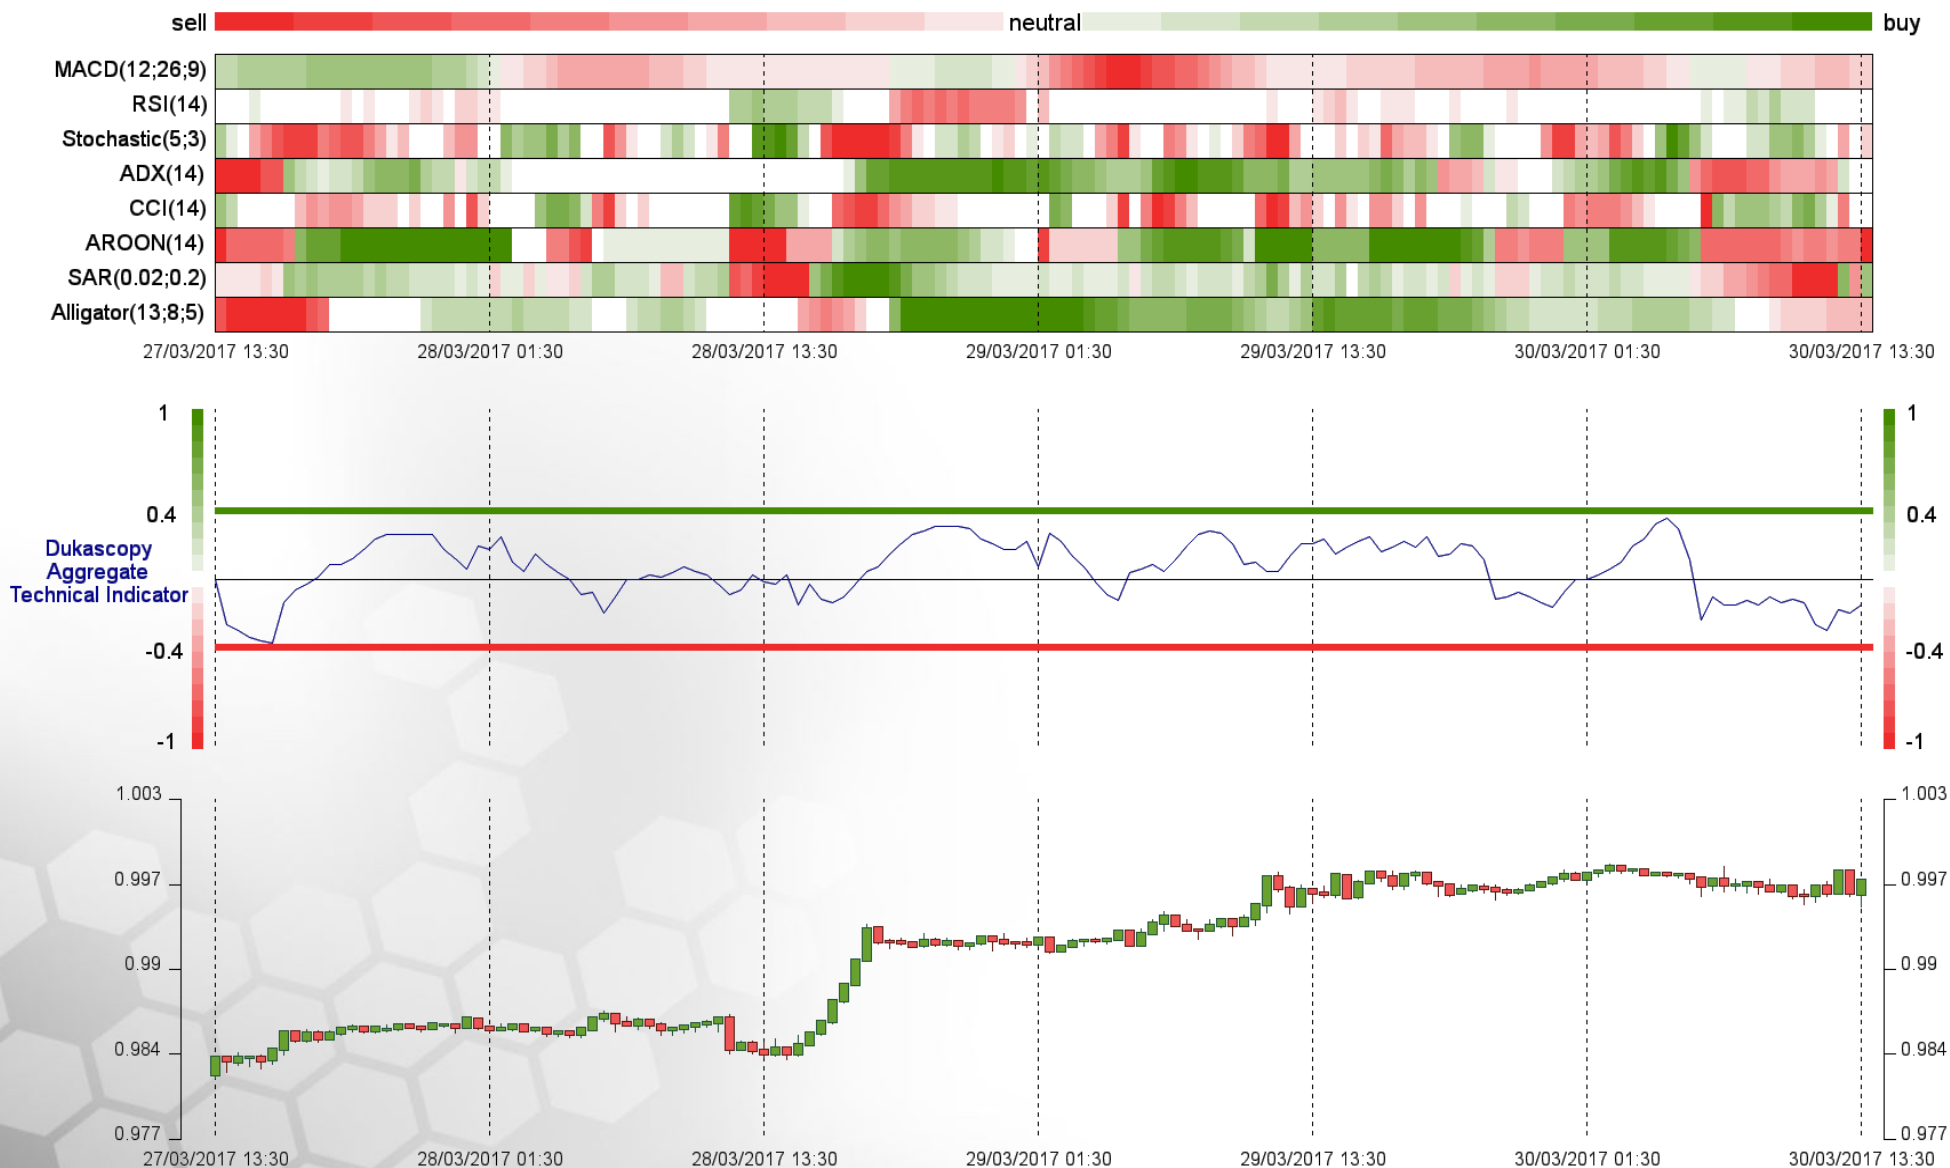 sell neutral buy
MACD(12;26;9)
RSI(14)
Stochastic(5;3)
ADX(14)
CCI(14)
AROON(14)
SAR(0.02;0.2)
Alligator(13;8;5)
27/03/2017 13:30 28/03/2017 01:30 28/03/2017 13:30 29/03/2017 01:30 29/03/2017 13:30 30/03/2017 01:30 30/03/2017 13:30
1 1
0.4 0.4
Dukascopy
Aggregate
Technical Indicator
-0.4 -0.4
-1 -1
1.003 1.003
0.997 0.997
0.99 0.99
0.984 0.984
0.977 0.977
27/03/2017 13:30 28/03/2017 01:30 28/03/2017 13:30 29/03/2017 01:30 29/03/2017 13:30 30/03/2017 01:30 30/03/2017 13:30